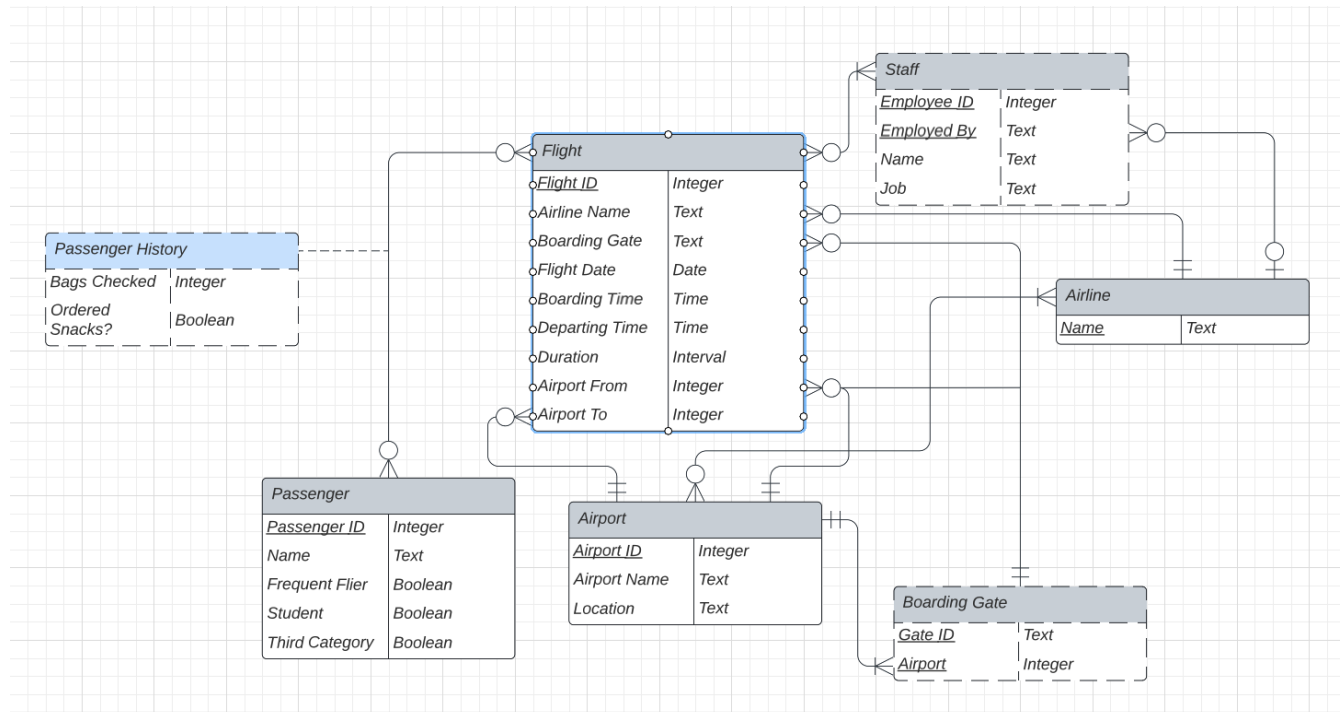 Staff
Employee ID Integer
Employed By Text
Name Text
Job Text
Flight
Flight ID Integer
Airline Name Text
Boarding Gate Text
Flight Date Date
Boarding Time Time
Departing Time Time
Duration Interval
Airport From Integer
Airport To Integer
Passenger History
Bags Checked Integer
Ordered
Snacks? Boolean
Airline
Name Text
Passenger
Passenger ID Integer
Name Text
Frequent Flier Boolean
Student Boolean
Third Category Boolean
Airport
Airport ID Integer
Airport Name Text
Location Text
Boarding Gate
Gate ID Text
Airport Integer